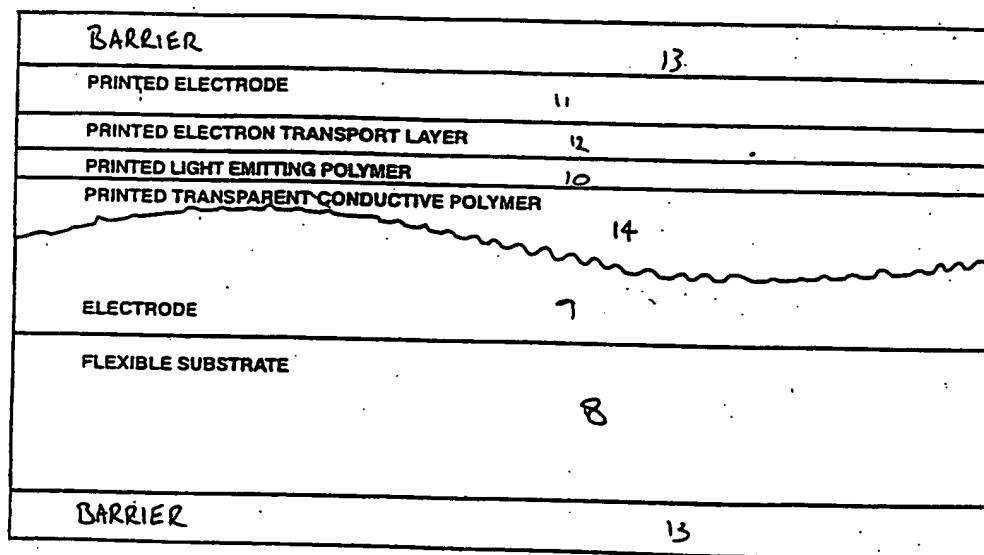 BARRIER 13
PRINTED ELECTRODE 11
PRINTED ELECTRON TRANSPORT LAYER 12
PRINTED LIGHT EMITTING POLYMER 10
PRINTED TRANSPARENT CONDUCTIVE POLYMER
14
ELECTRODE 7
FLEXIBLE SUBSTRATE
8
BARRIER 13